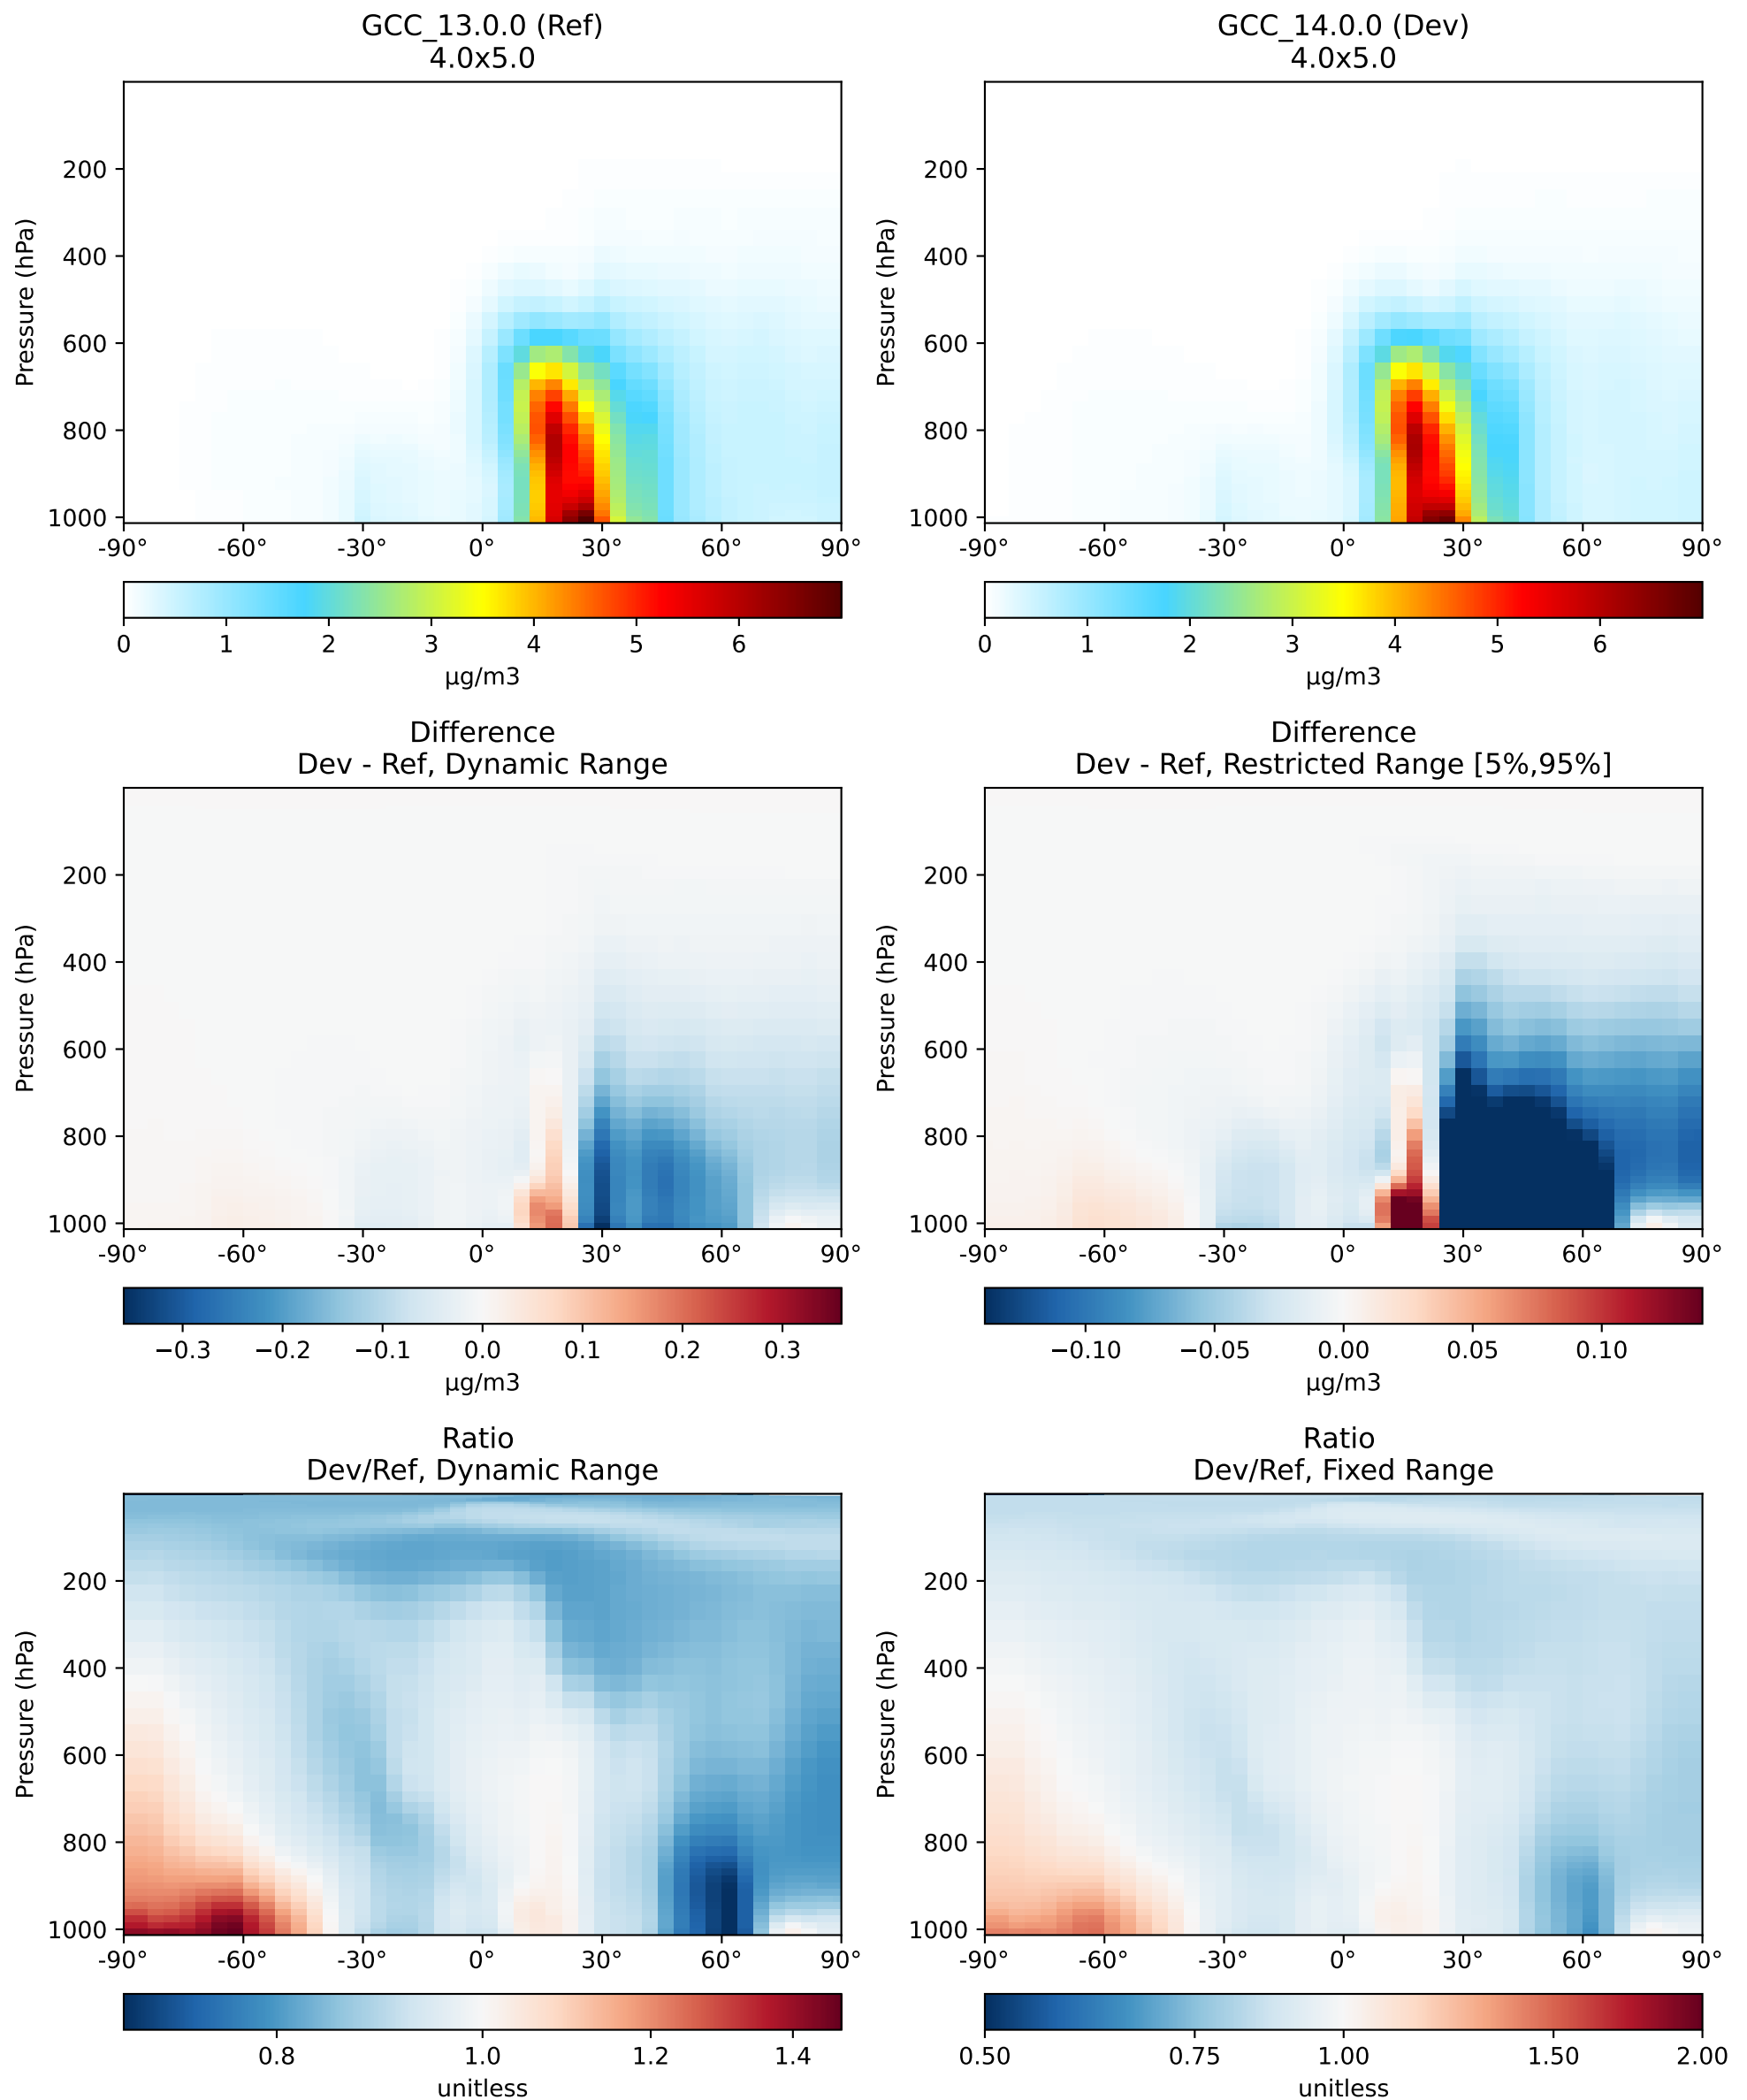 GCC_13.0.0 (Ref)
4.0x5.0
GCC_14.0.0 (Dev)
4.0x5.0
Pressure (hPa)
200
400
600
800
1000
-90° -60° -30° 0° 30° 60° 90°
0 1 2 3 4 5 6
µg/m3
Pressure (hPa)
200
400
600
800
1000
-90° -60° -30° 0° 30° 60° 90°
0 1 2 3 4 5 6
µg/m3
Difference
Dev - Ref, Dynamic Range
Pressure (hPa)
200
400
600
800
1000
-90° -60° -30° 0° 30° 60° 90°
−0.3 −0.2 −0.1 0.0 0.1 0.2 0.3
µg/m3
Difference
Dev - Ref, Restricted Range [5%,95%]
Pressure (hPa)
200
400
600
800
1000
-90° -60° -30° 0° 30° 60° 90°
−0.10 −0.05 0.00 0.05 0.10
µg/m3
Ratio
Dev/Ref, Dynamic Range
Pressure (hPa)
200
400
600
800
1000
-90° -60° -30° 0° 30° 60° 90°
0.8 1.0 1.2 1.4
unitless
Ratio
Dev/Ref, Fixed Range
Pressure (hPa)
200
400
600
800
1000
-90° -60° -30° 0° 30° 60° 90°
0.50 0.75 1.00 1.50 2.00
unitless